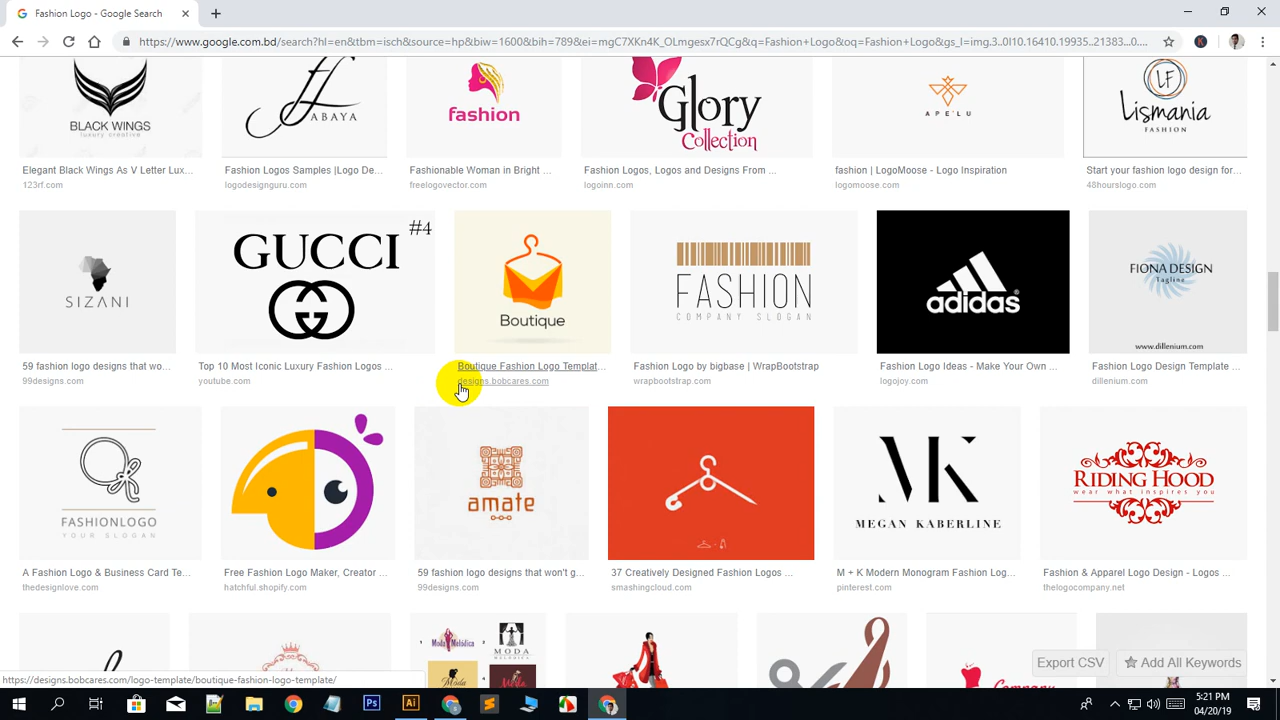 Fashion Logo - Google Search
https://www.google.com.bd/search?hl=en&tbm=isch&source=hp&biw=1600&bih=789&ei=mgC7XKn4K_OLmgesx7rQCg&q=Fashion+Logo&oq=Fashion+Logo&gs_l=img.3..0l10.16410.19935..21383...0....
BLACK WINGS
luxury creative
ABAYA
fashion
Glory
Collection
APE'LU
LF
Lismania
FASHION
Elegant Black Wings As V Letter Lux...
Fashion Logos Samples |Logo De...
Fashionable Woman in Bright ...
Fashion Logos, Logos and Designs From ...
fashion | LogoMoose - Logo Inspiration
Start your fashion logo design for...
123rf.com
logodesignguru.com
freelogovector.com
logoinn.com
logomoose.com
48hourslogo.com
SIZANI
GUCCI
#4
Boutique
FASHION
COMPANY SLOGAN
adidas
FIONA DESIGN
Tagline
www.dillenium.com
59 fashion logo designs that wo...
Top 10 Most Iconic Luxury Fashion Logos ...
Boutique Fashion Logo Templat...
Fashion Logo by bigbase | WrapBootstrap
Fashion Logo Ideas - Make Your Own ...
Fashion Logo Design Template ...
99designs.com
youtube.com
designs.bobcares.com
wrapbootstrap.com
logojoy.com
dillenium.com
FASHIONLOGO
YOUR SLOGAN
amate
MK
MEGAN KABERLINE
RIDING HOOD
wear what inspires you
A Fashion Logo & Business Card Te...
Free Fashion Logo Maker, Creator ...
59 fashion logo designs that won't g...
37 Creatively Designed Fashion Logos ...
M + K Modern Monogram Fashion Log...
Fashion & Apparel Logo Design - Logos ...
thedesignlove.com
hatchful.shopify.com
99designs.com
smashingcloud.com
pinterest.com
thelogocompany.net
Moda Melódica
MODA
MELODICA
Moda
Company
Export CSV
Add All Keywords
https://designs.bobcares.com/logo-template/boutique-fashion-logo-template/
5:21 PM
04/20/19